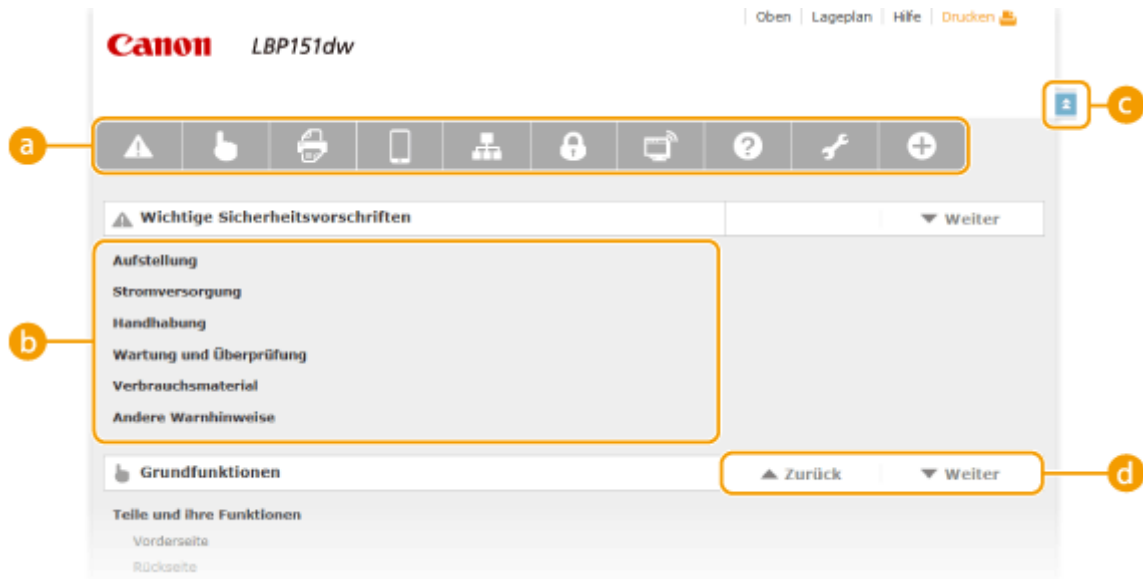 Oben Lageplan Hilfe Drucken
Canon LBP151dw
c
a
Wichtige Sicherheitsvorschriften Weiter
Aufstellung
Stromversorgung
Handhabung
b
Wartung und Überprüfung
Verbrauchsmaterial
Andere Warnhinweise
Grundfunktionen Zurück Weiter
d
Teile und ihre Funktionen
Vorderseite
Rückseite